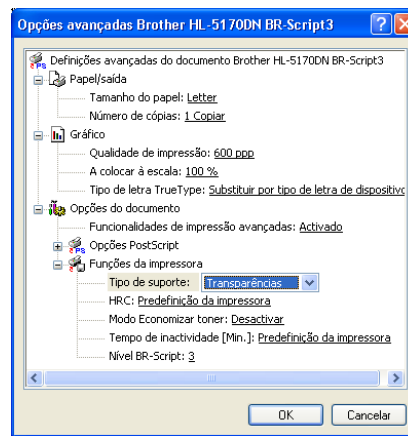 Opções avançadas Brother HL-5170DN BR-Script3
Definições avançadas do documento Brother HL-5170DN BR-Script3
Papel/saída
Tamanho do papel: Letter
Número de cópias: 1 Copiar
Gráfico
Qualidade de impressão: 600 ppp
A colocar à escala: 100 %
Tipo de letra TrueType: Substituir por tipo de letra de dispositivo
Opções do documento
Funcionalidades de impressão avançadas: Activado
Opções PostScript
Funções da impressora
Tipo de suporte: Transparências
HRC: Predefinição da impressora
Modo Economizar toner: Desactivar
Tempo de inactividade [Min.]: Predefinição da impressora
Nível BR-Script: 3
OK Cancelar